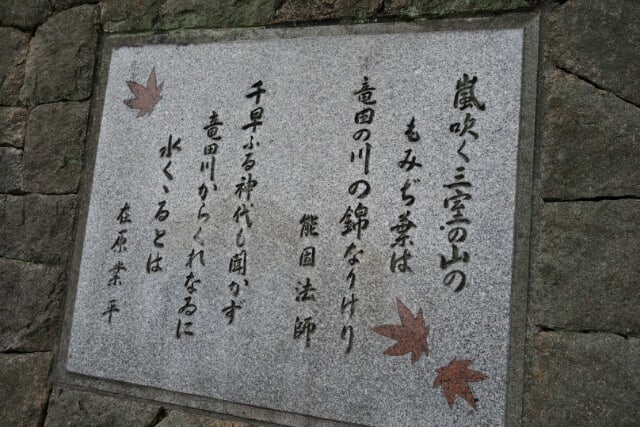 嵐吹く三室の山の
もみぢ葉は
竜田の川の錦なりけり
能因法師
千早ふる神代も聞かず
竜田川からくれなゐに
水くゝるとは
在原業平